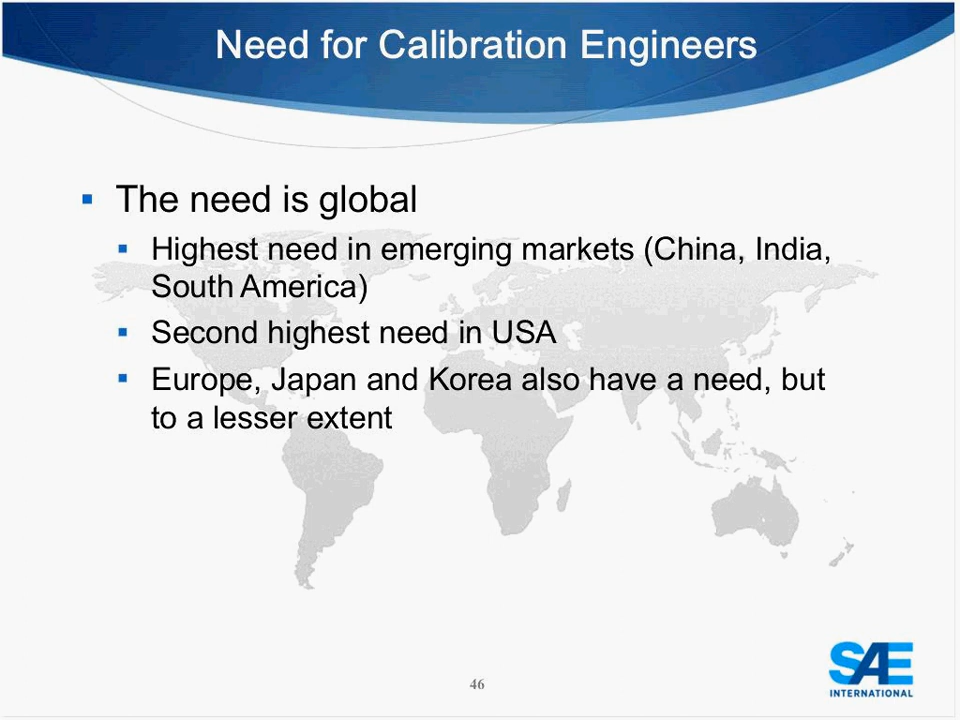 Need for Calibration Engineers
▪ The need is global
▪ Highest need in emerging markets (China, India,
South America)
▪ Second highest need in USA
▪ Europe, Japan and Korea also have a need, but
to a lesser extent
46
SAE
INTERNATIONAL